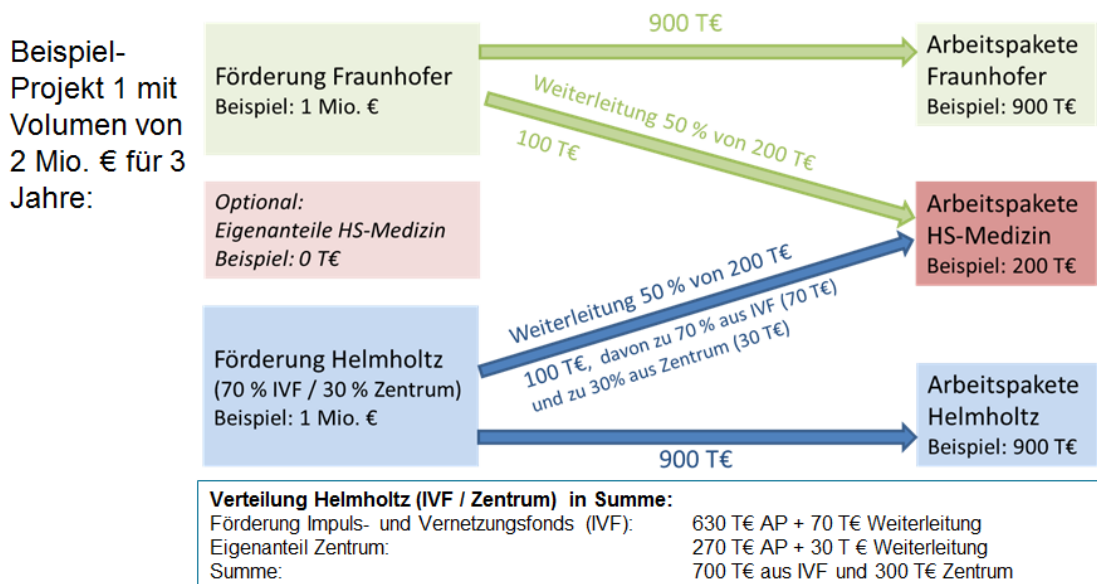 Beispiel-
Projekt 1 mit
Volumen von
2 Mio. € für 3
Jahre:
Förderung Fraunhofer
Beispiel: 1 Mio. €
900 T€
Arbeitspakete
Fraunhofer
Beispiel: 900 T€
Weiterleitung 50 % von 200 T€
100 T€
Optional:
Eigenanteile HS-Medizin
Beispiel: 0 T€
Arbeitspakete
HS-Medizin
Beispiel: 200 T€
Weiterleitung 50 % von 200 T€
100 T€, davon zu 70 % aus IVF (70 T€)
und zu 30% aus Zentrum (30 T€)
Förderung Helmholtz
(70 % IVF / 30 % Zentrum)
Beispiel: 1 Mio. €
900 T€
Arbeitspakete
Helmholtz
Beispiel: 900 T€
Verteilung Helmholtz (IVF / Zentrum) in Summe:
Förderung Impuls- und Vernetzungsfonds (IVF): 630 T€ AP + 70 T€ Weiterleitung
Eigenanteil Zentrum: 270 T€ AP + 30 T € Weiterleitung
Summe: 700 T€ aus IVF und 300 T€ Zentrum